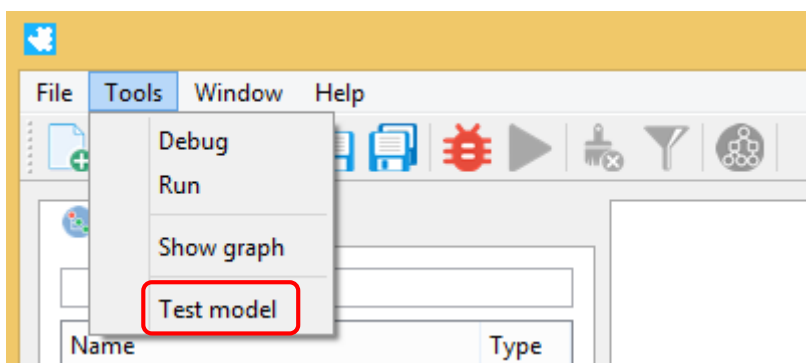 File Tools Window Help
Debug
Run
Show graph
Test model
Name Type